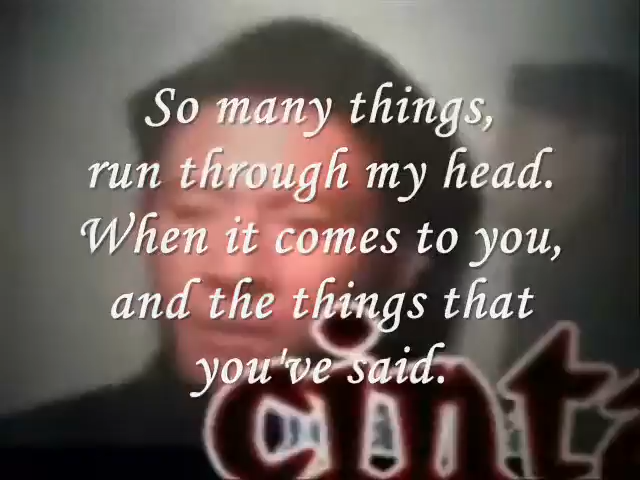 So many things,
run through my head.
When it comes to you,
and the things that
you've said.
cinta